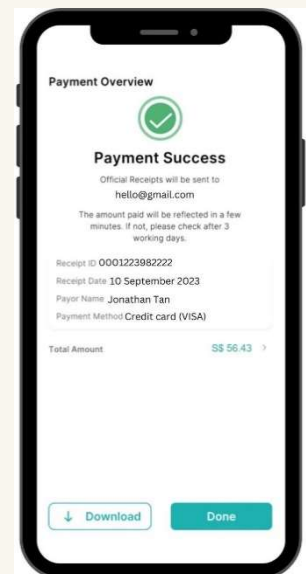 Payment Overview
Payment Success
Official Receipts will be sent to
hello@gmail.com
The amount paid will be reflected in a few
minutes. If not, please check after 3
working days.
Receipt ID 0001223982222
Receipt Date 10 September 2023
Payor Name Jonathan Tan
Payment Method Credit card (VISA)
Total Amount S$ 56.43 >
↓ Download Done